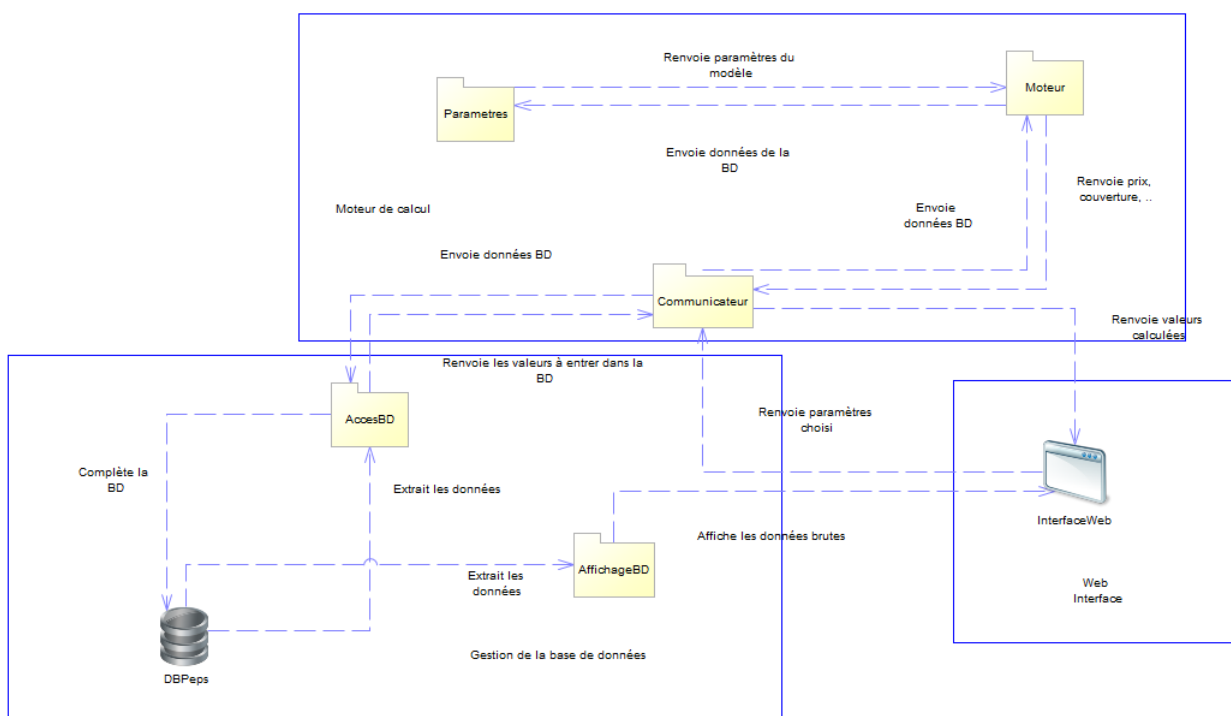 Renvoie paramètres du
modèle
Moteur
Parametres
Envoie données de la
BD
Renvoie prix,
couverture, ..
Moteur de calcul
Envoie
données BD
Envoie données BD
Communicateur
Renvoie valeurs
calculées
Renvoie les valeurs à entrer dans la
BD
AccesBD
Renvoie paramètres
choisi
Complète la
BD
Extrait les données
InterfaceWeb
Affiche les données brutes
AffichageBD
Extrait les
données
Web
Interface
Gestion de la base de données
DBPeps